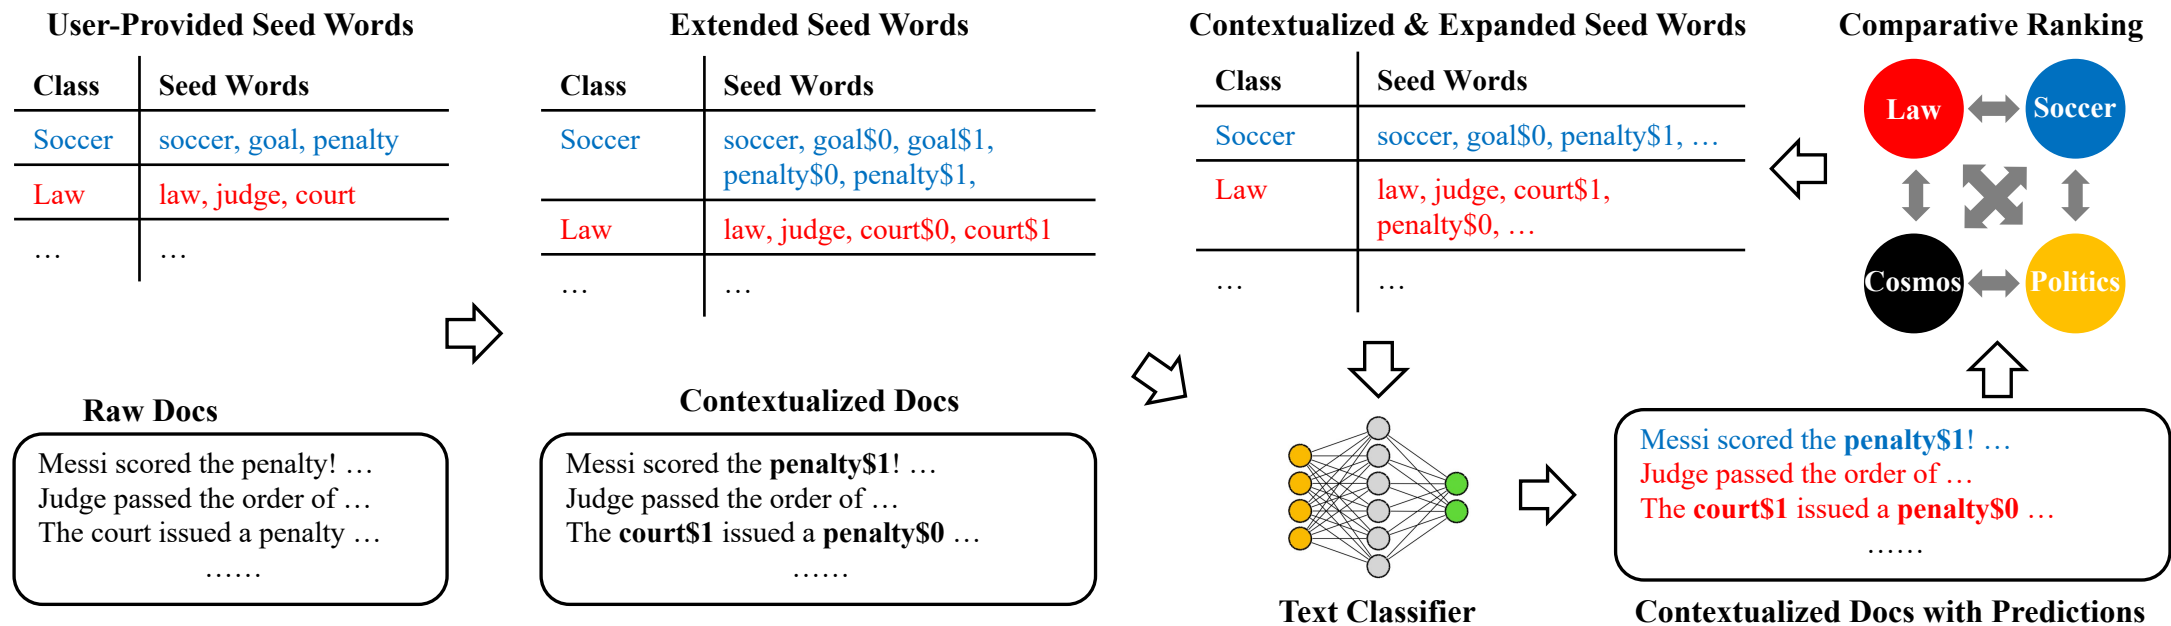 User-Provided Seed Words
Class Seed Words
Soccer soccer, goal, penalty
Law law, judge, court
… …
Raw Docs
Messi scored the penalty! …
Judge passed the order of …
The court issued a penalty …
……
Extended Seed Words
Class Seed Words
Soccer soccer, goal$0, goal$1,
penalty$0, penalty$1,
Law law, judge, court$0, court$1
… …
Contextualized Docs
Messi scored the penalty$1! …
Judge passed the order of …
The court$1 issued a penalty$0 …
……
Contextualized & Expanded Seed Words
Class Seed Words
Soccer soccer, goal$0, penalty$1, …
Law law, judge, court$1,
penalty$0, …
… …
Text Classifier
Comparative Ranking
Law Soccer
Cosmos Politics
Messi scored the penalty$1! …
Judge passed the order of …
The court$1 issued a penalty$0 …
……
Contextualized Docs with Predictions